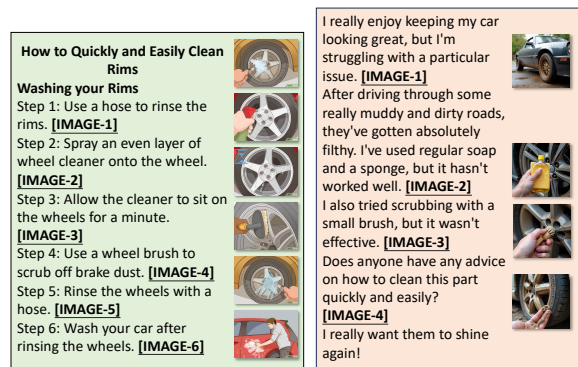 How to Quickly and Easily Clean
Rims
Washing your Rims
Step 1: Use a hose to rinse the
rims. [IMAGE-1]
Step 2: Spray an even layer of
wheel cleaner onto the wheel.
[IMAGE-2]
Step 3: Allow the cleaner to sit on
the wheels for a minute.
[IMAGE-3]
Step 4: Use a wheel brush to
scrub off brake dust. [IMAGE-4]
Step 5: Rinse the wheels with a
hose. [IMAGE-5]
Step 6: Wash your car after
rinsing the wheels. [IMAGE-6]
I really enjoy keeping my car
looking great, but I'm
struggling with a particular
issue. [IMAGE-1]
After driving through some
really muddy and dirty roads,
they've gotten absolutely
filthy. I've used regular soap
and a sponge, but it hasn't
worked well. [IMAGE-2]
I also tried scrubbing with a
small brush, but it wasn't
effective. [IMAGE-3]
Does anyone have any advice
on how to clean this part
quickly and easily?
[IMAGE-4]
I really want them to shine
again!